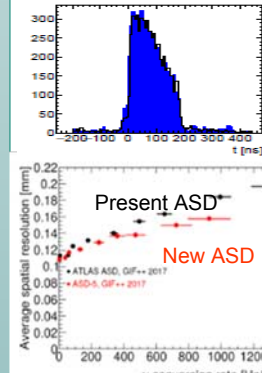 300
250
200
150
100
50
0
-200 -100 0 100 200 300 400
t [ns]
Average spatial resolution [mm]
0.22
0.2
0.18
0.16
0.14
0.12
0.1
0.08
0.06
0.04
0.02
0
Present ASD
New ASD
ATLAS ASD, GIF++ 2017
ASD-5, GIF++ 2017
0 200 400 600 800 1000